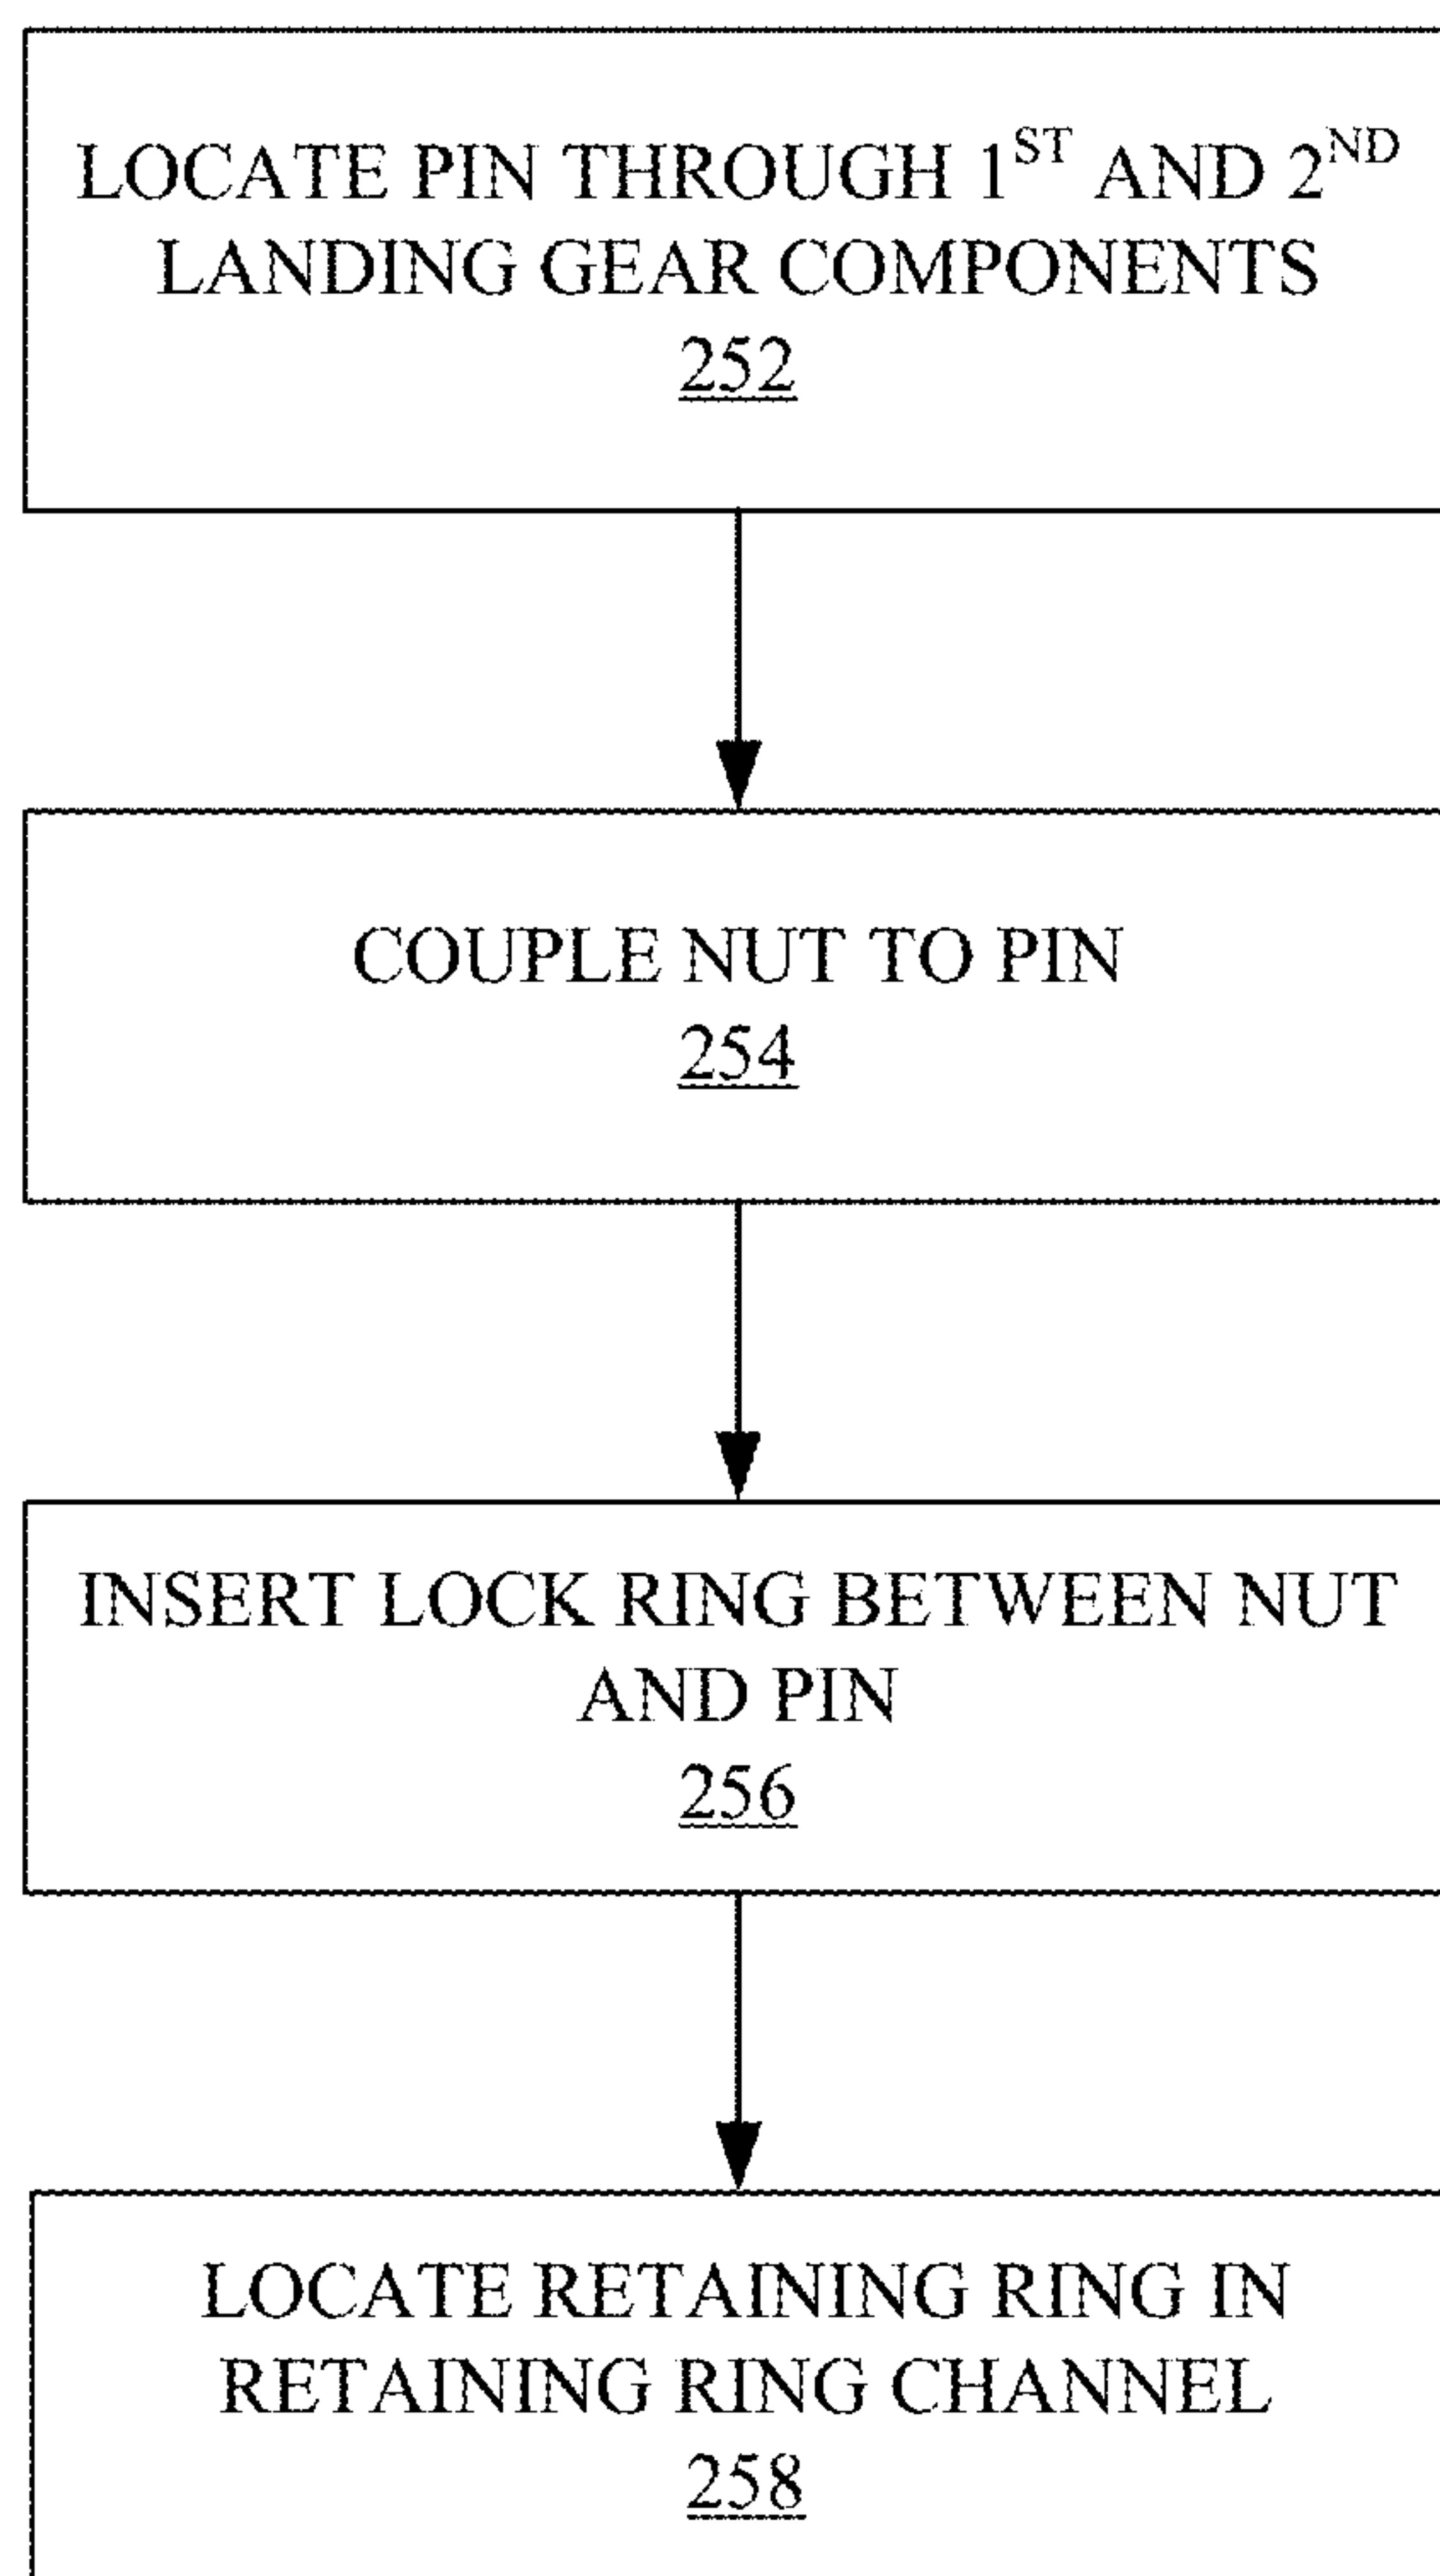 LOCATE PIN THROUGH 1ST AND 2ND
LANDING GEAR COMPONENTS
252
COUPLE NUT TO PIN
254
INSERT LOCK RING BETWEEN NUT
AND PIN
256
LOCATE RETAINING RING IN
RETAINING RING CHANNEL
258